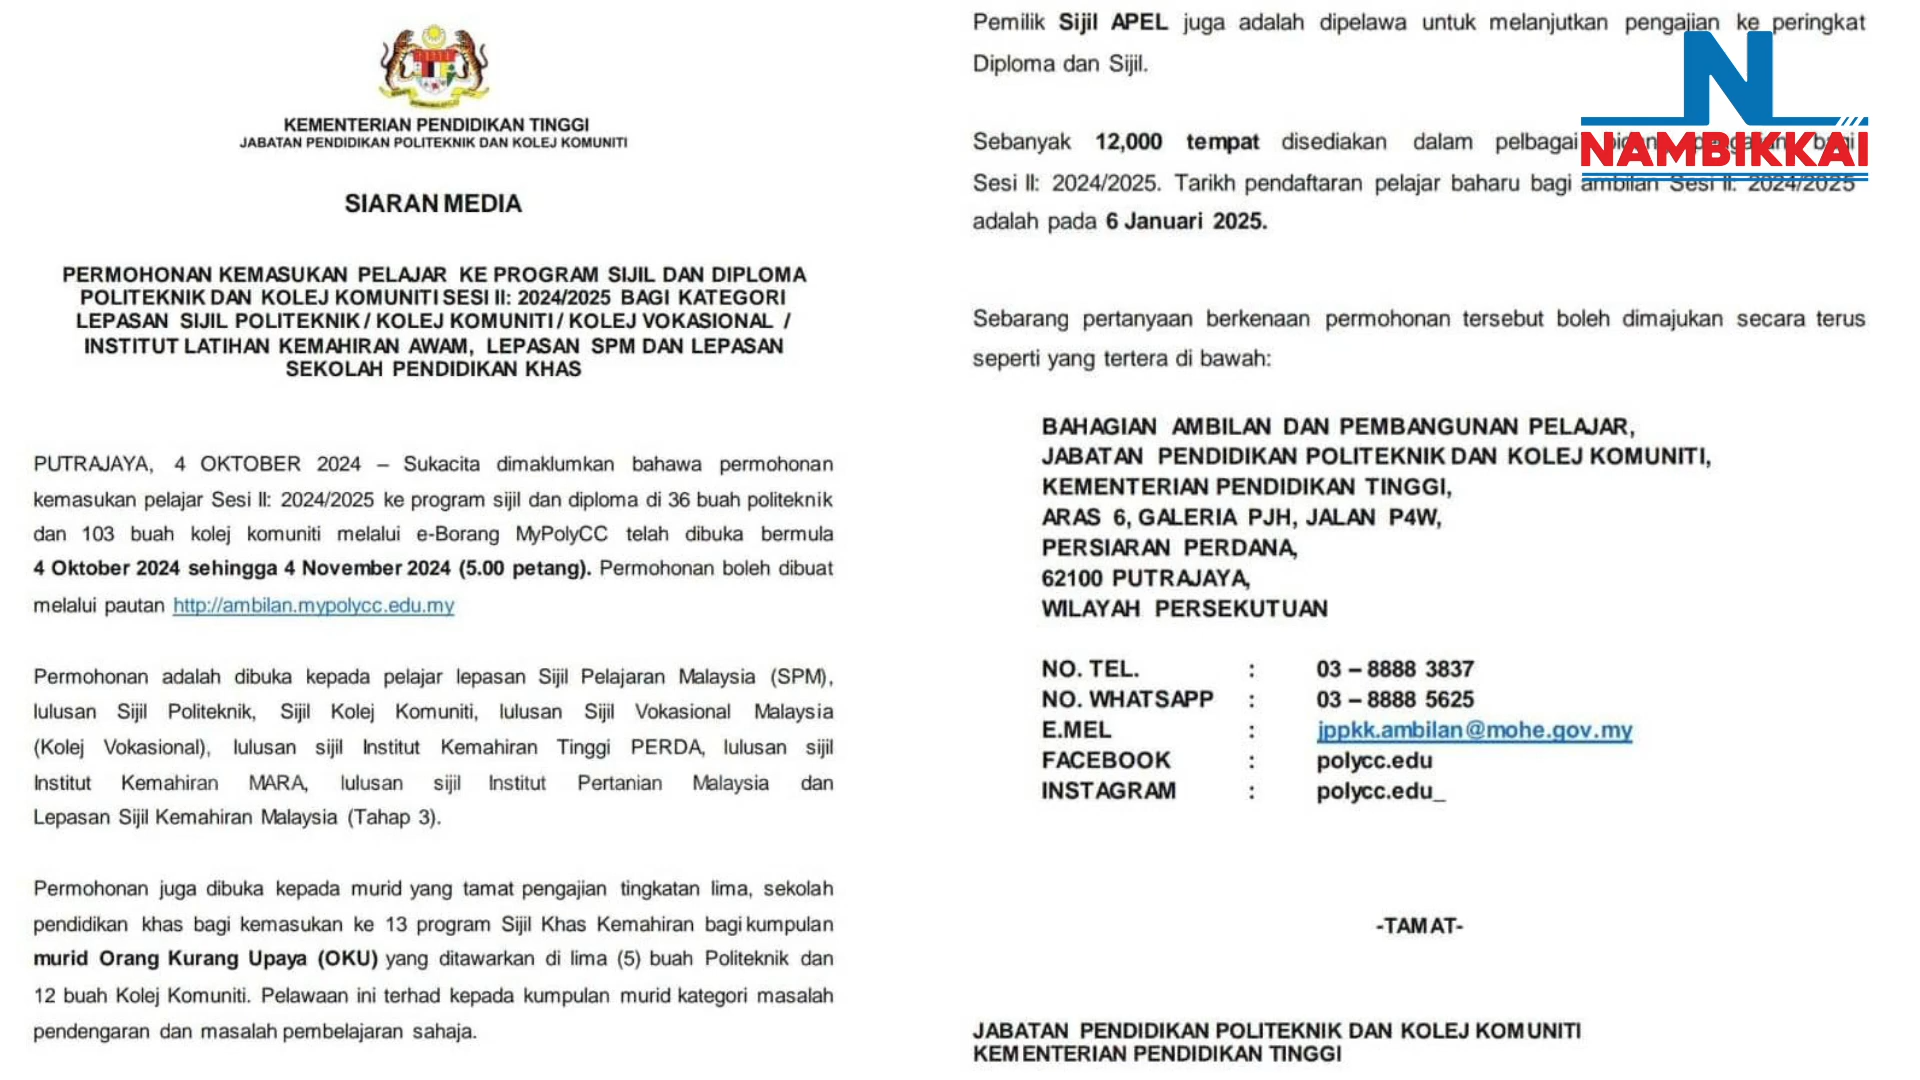 KEMENTERIAN PENDIDIKAN TINGGI
JABATAN PENDIDIKAN POLITEKNIK DAN KOLEJ KOMUNITI
SIARAN MEDIA
PERMOHONAN KEMASUKAN PELAJAR KE PROGRAM SIJIL DAN DIPLOMA
POLITEKNIK DAN KOLEJ KOMUNITI SESI II: 2024/2025 BAGI KATEGORI
LEPASAN SIJIL POLITEKNIK / KOLEJ KOMUNITI / KOLEJ VOKASIONAL /
INSTITUT LATIHAN KEMAHIRAN AWAM, LEPASAN SPM DAN LEPASAN
SEKOLAH PENDIDIKAN KHAS
PUTRAJAYA, 4 OKTOBER 2024 – Sukacita dimaklumkan bahawa permohonan
kemasukan pelajar Sesi II: 2024/2025 ke program sijil dan diploma di 36 buah politeknik
dan 103 buah kolej komuniti melalui e-Borang MyPolyCC telah dibuka bermula
4 Oktober 2024 sehingga 4 November 2024 (5.00 petang). Permohonan boleh dibuat
melalui pautan http://ambilan.mypolycc.edu.my
Permohonan adalah dibuka kepada pelajar lepasan Sijil Pelajaran Malaysia (SPM),
lulusan Sijil Politeknik, Sijil Kolej Komuniti, lulusan Sijil Vokasional Malaysia
(Kolej Vokasional), lulusan sijil Institut Kemahiran Tinggi PERDA, lulusan sijil
Institut Kemahiran MARA, lulusan sijil Institut Pertanian Malaysia dan
Lepasan Sijil Kemahiran Malaysia (Tahap 3).
Permohonan juga dibuka kepada murid yang tamat pengajian tingkatan lima, sekolah
pendidikan khas bagi kemasukan ke 13 program Sijil Khas Kemahiran bagi kumpulan
murid Orang Kurang Upaya (OKU) yang ditawarkan di lima (5) buah Politeknik dan
12 buah Kolej Komuniti. Pelawaan ini terhad kepada kumpulan murid kategori masalah
pendengaran dan masalah pembelajaran sahaja.
Pemilik Sijil APEL juga adalah dipelawa untuk melanjutkan pengajian ke peringkat
Diploma dan Sijil.
Sebanyak 12,000 tempat disediakan dalam pelbagai bagi
Sesi II: 2024/2025. Tarikh pendaftaran pelajar baharu bagi ambilan Sesi II: 2024/2025
adalah pada 6 Januari 2025.
Sebarang pertanyaan berkenaan permohonan tersebut boleh dimajukan secara terus
seperti yang tertera di bawah:
BAHAGIAN AMBILAN DAN PEMBANGUNAN PELAJAR,
JABATAN PENDIDIKAN POLITEKNIK DAN KOLEJ KOMUNITI,
KEMENTERIAN PENDIDIKAN TINGGI,
ARAS 6, GALERIA PJH, JALAN P4W,
PERSIARAN PERDANA,
62100 PUTRAJAYA,
WILAYAH PERSEKUTUAN
NO. TEL. : 03 – 8888 3837
NO. WHATSAPP : 03 – 8888 5625
E.MEL : jppkk.ambilan@mohe.gov.my
FACEBOOK : polycc.edu
INSTAGRAM : polycc.edu_
-TAMAT-
JABATAN PENDIDIKAN POLITEKNIK DAN KOLEJ KOMUNITI
KEMENTERIAN PENDIDIKAN TINGGI
N
NAMBIKKAI